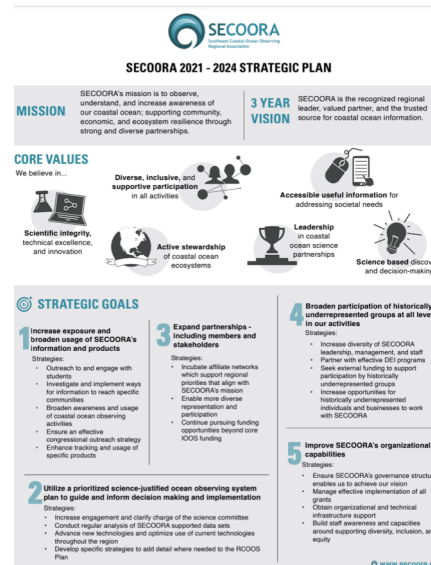 SECOORA
Southeast Coastal Ocean Observing
Regional Association
SECOORA 2021 - 2024 STRATEGIC PLAN
MISSION
SECOORA's mission is to observe,
understand, and increase awareness of
our coastal ocean; supporting community,
economic, and ecosystem resilience through
strong and diverse partnerships.
3 YEAR
VISION
SECOORA is the recognized regional
leader, valued partner, and the trusted
source for coastal ocean information.
CORE VALUES
We believe in...
Scientific integrity,
technical excellence,
and innovation
Diverse, inclusive, and
supportive participation
in all activities
Active stewardship
of coastal ocean
ecosystems
Leadership
in coastal
ocean science
partnerships
Accessible useful information for
addressing societal needs
Science based discov
and decision-making
STRATEGIC GOALS
1
Increase exposure and
broaden usage of SECOORA's
information and products
Strategies:
• Outreach to and engage with
students
• Investigate and implement ways
for information to reach specific
communities
• Broaden awareness and usage
of coastal ocean observing
activities
• Ensure an effective
congressional outreach strategy
• Enhance tracking and usage of
specific products
2
Utilize a prioritized science-justified ocean observing system
plan to guide and inform decision making and implementation
Strategies:
• Increase engagement and clarify charge of the science committee
• Conduct regular analysis of SECOORA supported data sets
• Advance new technologies and optimize use of current technologies
throughout the region
• Develop specific strategies to add detail where needed to the RCOOS
Plan
3
Expand partnerships -
including members and
stakeholders
Strategies:
• Incubate affiliate networks
which support regional
priorities that align with
SECOORA's mission
• Enable more diverse
representation and
participation
• Continue pursuing funding
opportunities beyond core
IOOS funding
4
Broaden participation of historically
underrepresented groups at all leve
in our activities
Strategies:
• Increase diversity of SECOORA
leadership, management, and staff
• Partner with effective DEI programs
• Seek external funding to support
participation by historically
underrepresented groups
• Increase opportunities for
historically underrepresented
individuals and businesses to work
with SECOORA
5
Improve SECOORA's organizational
capabilities
Strategies:
• Ensure SECOORA's governance structu
enables us to achieve our vision
• Manage effective implementation of all
grants
• Obtain organizational and technical
infrastructure support
• Build staff awareness and capacities
around supporting diversity, inclusion, an
equity
www.secoora.o